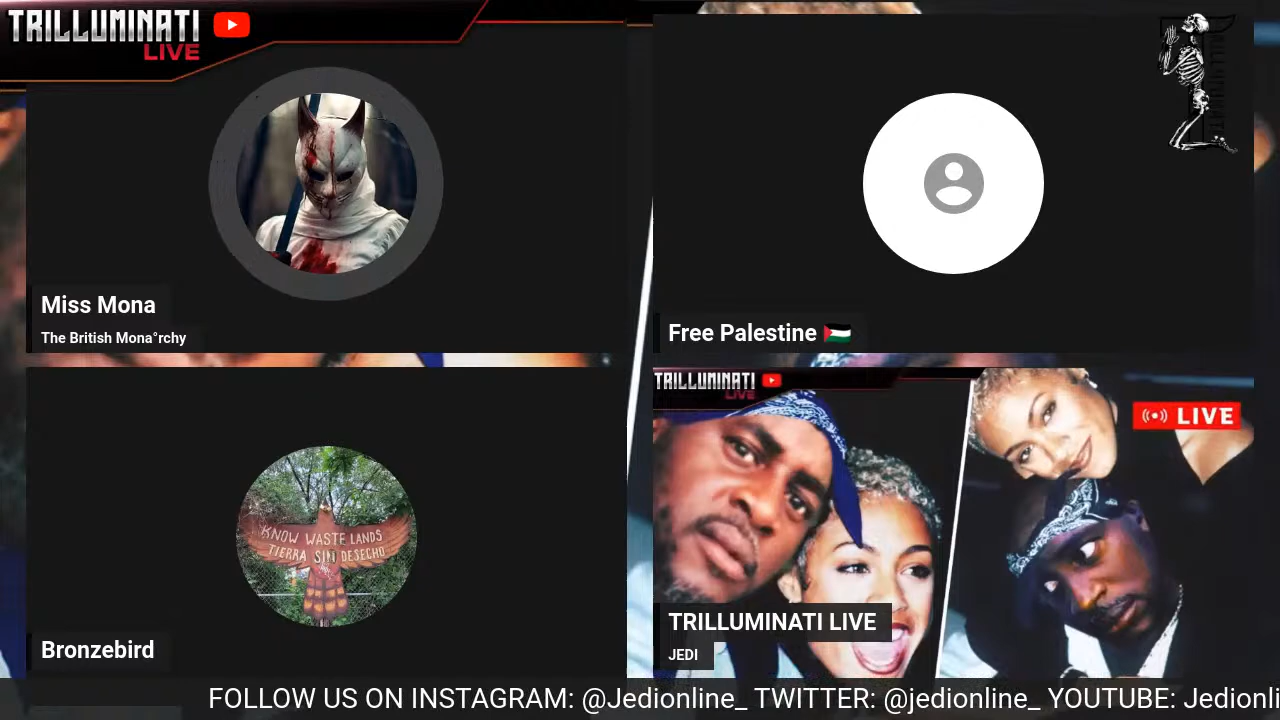 TRILLUMINATI
LIVE
Miss Mona
The British Mona°rchy
Free Palestine 🇵🇸
KNOW WASTE LANDS
TIERRA SIN DESECHO
Bronzebird
TRILLUMINATI
LIVE
LIVE
TRILLUMINATI LIVE
JEDI
FOLLOW US ON INSTAGRAM: @Jedionline_ TWITTER: @jedionline_ YOUTUBE: Jedionli